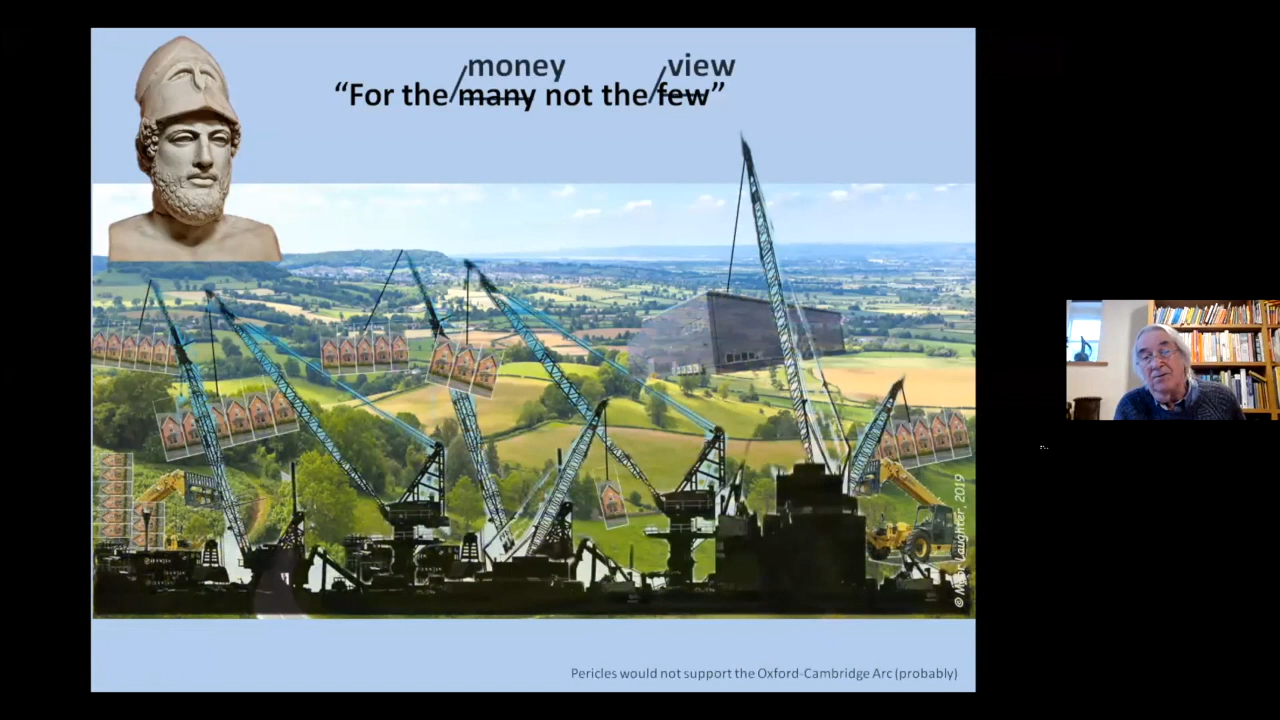 money view
“For the many not the few”
© M Laughter, 2019
Pericles would not support the Oxford-Cambridge Arc (probably)